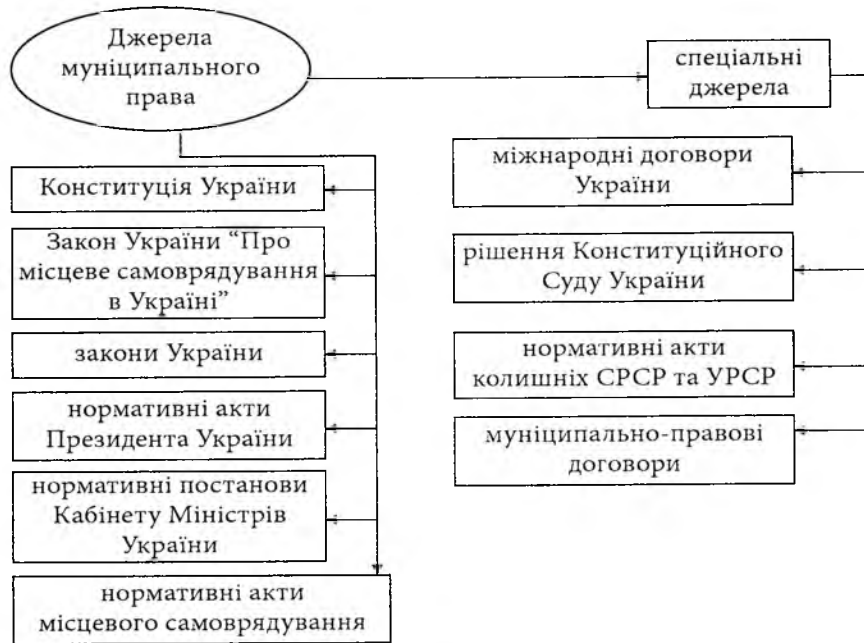 Джерела
муніципального
права
спеціальні
джерела
Конституція України
Закон України “Про
місцеве самоврядування
в Україні”
закони України
нормативні акти
Президента України
нормативні постанови
Кабінету Міністрів
України
нормативні акти
місцевого самоврядування
міжнародні договори
України
рішення Конституційного
Суду України
нормативні акти
колишніх СРСР та УРСР
муніципально-правові
договори